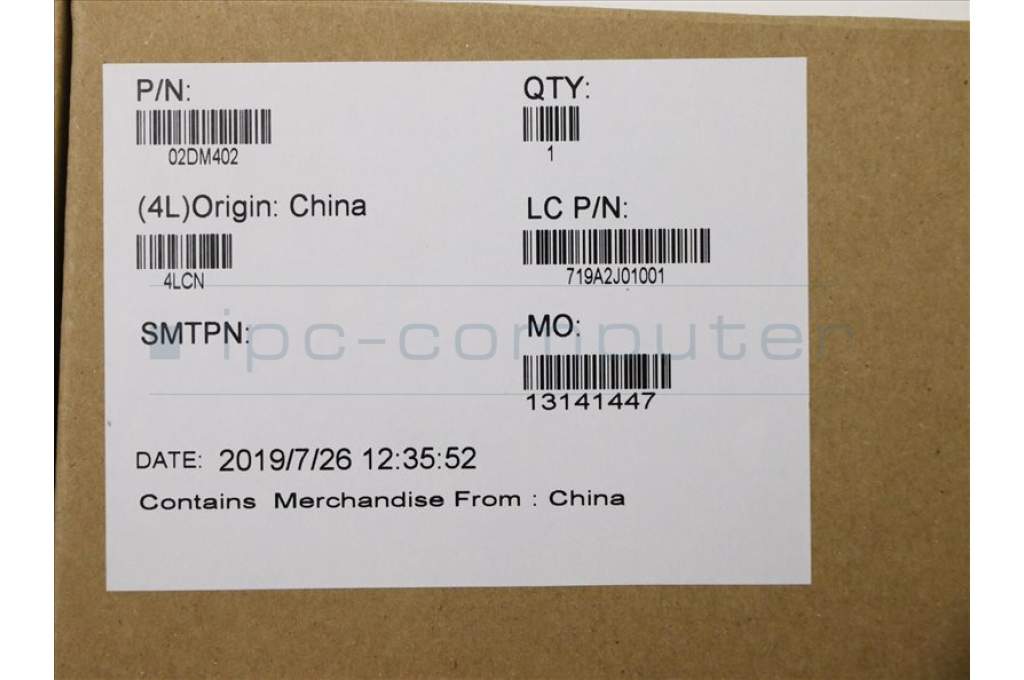 P/N:
02DM402
QTY:
1
(4L)Origin: China
4LCN
LC P/N:
719A2J01001
SMTPN:
MO:
13141447
ipc-computer
DATE: 2019/7/26 12:35:52
Contains Merchandise From : China